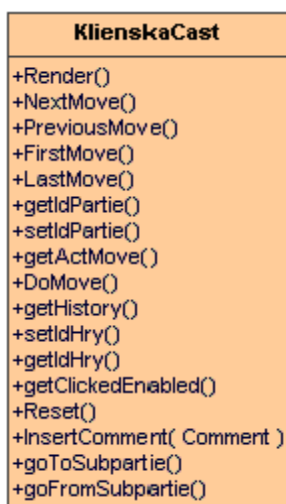 KlienskaCast
+Render()
+NextMove()
+PreviousMove()
+FirstMove()
+LastMove()
+getIdPartie()
+setIdPartie()
+getActMove()
+DoMove()
+getHistory()
+setIdHry()
+getIdHry()
+getClickedEnabled()
+Reset()
+InsertComment( Comment )
+goToSubpartie()
+goFromSubpartie()